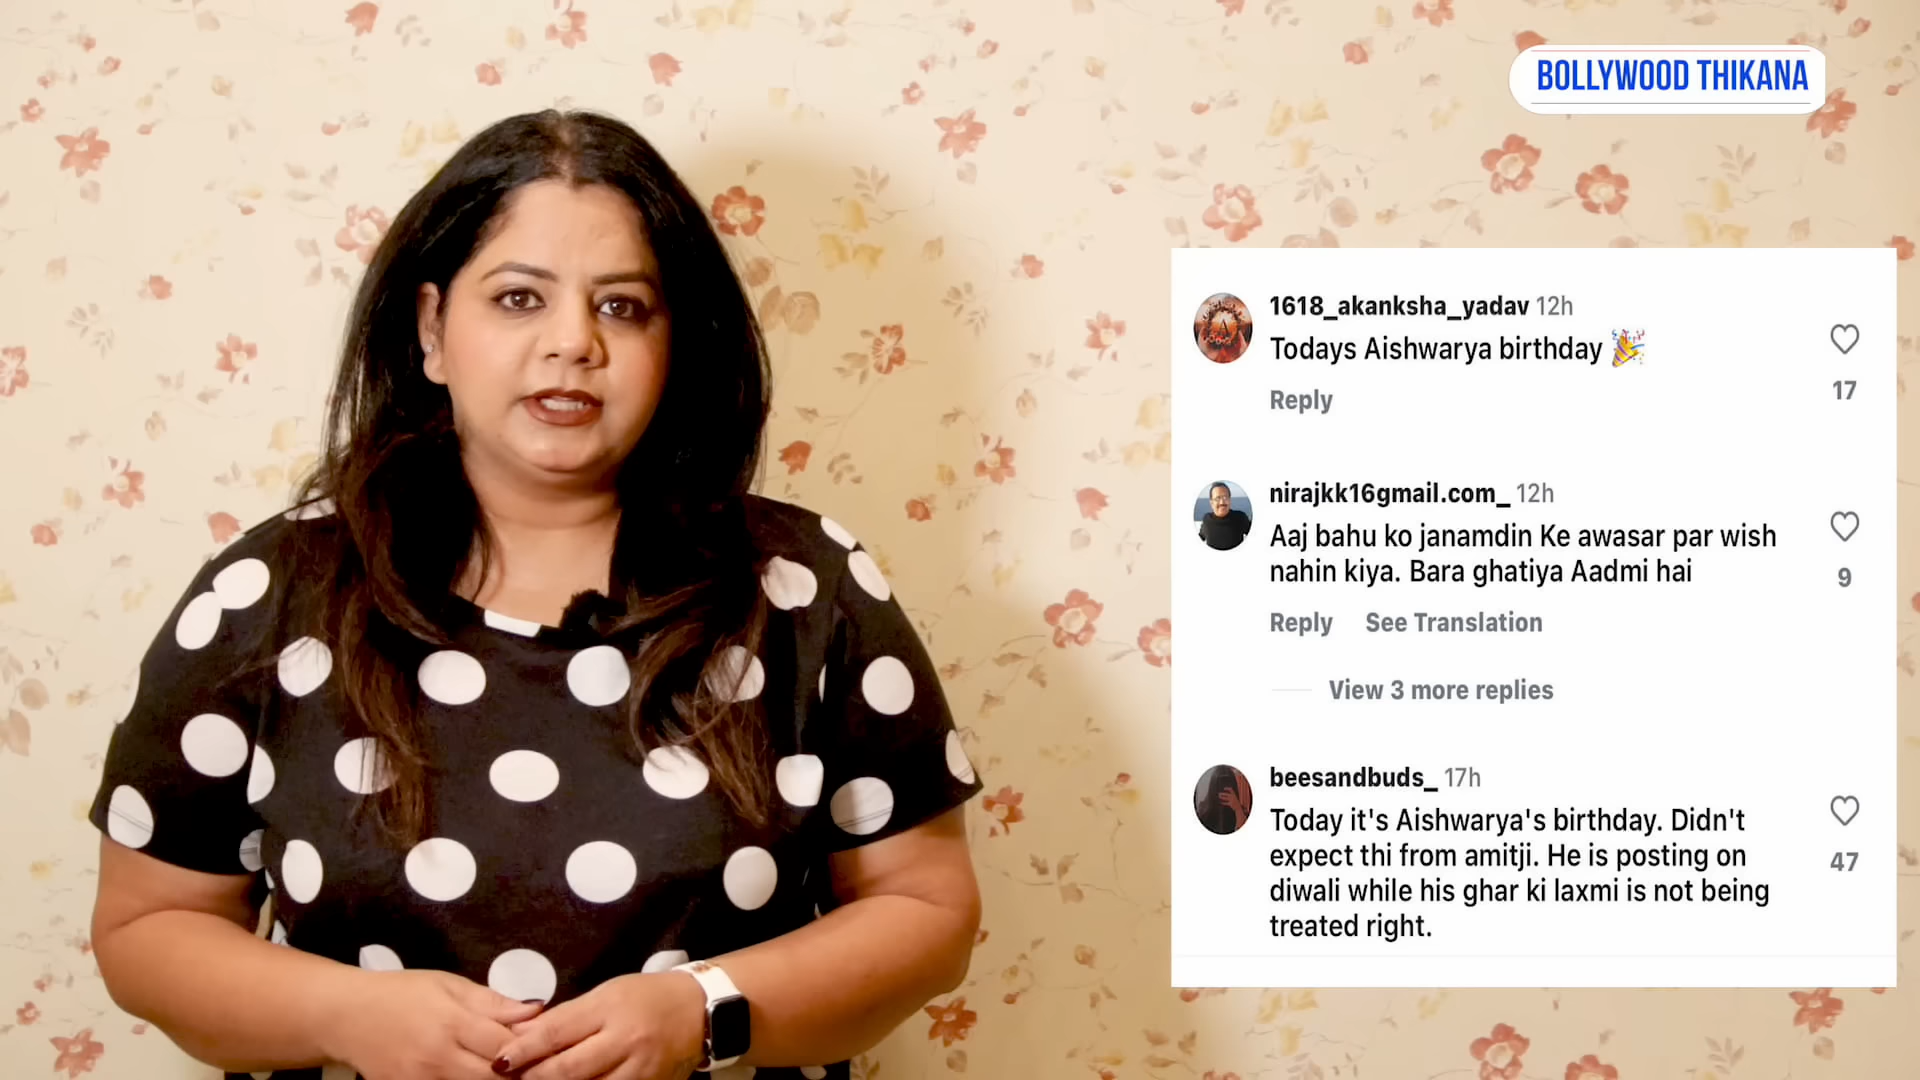 BOLLYWOOD THIKANA
1618_akanksha_yadav 12h
Todays Aishwarya birthday 🎉
17
Reply
nirajkk16gmail.com_ 12h
Aaj bahu ko janamdin Ke awasar par wish
nahin kiya. Bara ghatiya Aadmi hai
9
Reply See Translation
View 3 more replies
beesandbuds_ 17h
Today it's Aishwarya's birthday. Didn't
expect thi from amitji. He is posting on
47
diwali while his ghar ki laxmi is not being
treated right.